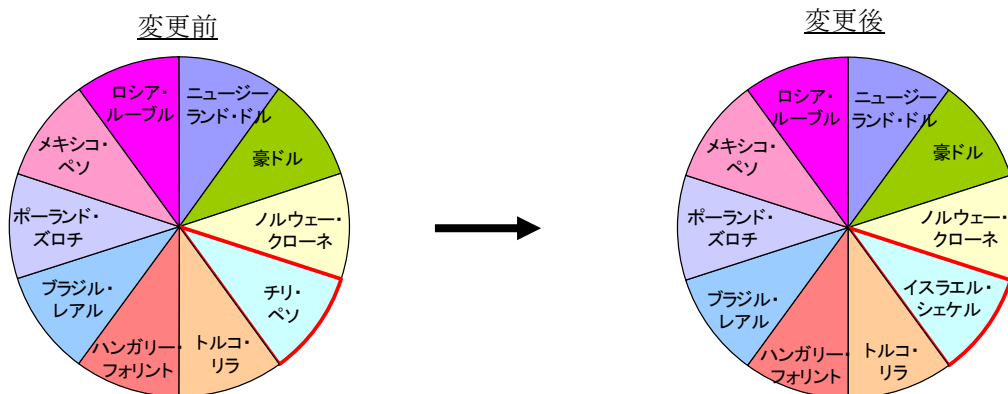 変更前
ロシア・
ルーブル
ニュージー
ランド・ドル
豪ドル
ノルウェー・
クローネ
チリ・
ペソ
トルコ・
リラ
ハンガリー・
フォリント
ブラジル・
レアル
ポーランド・
ズロチ
メキシコ・
ペソ
変更後
ロシア・
ルーブル
ニュージー
ランド・ドル
豪ドル
ノルウェー・
クローネ
イスラエル・
シェケル
トルコ・
リラ
ハンガリー・
フォリント
ブラジル・
レアル
ポーランド・
ズロチ
メキシコ・
ペソ